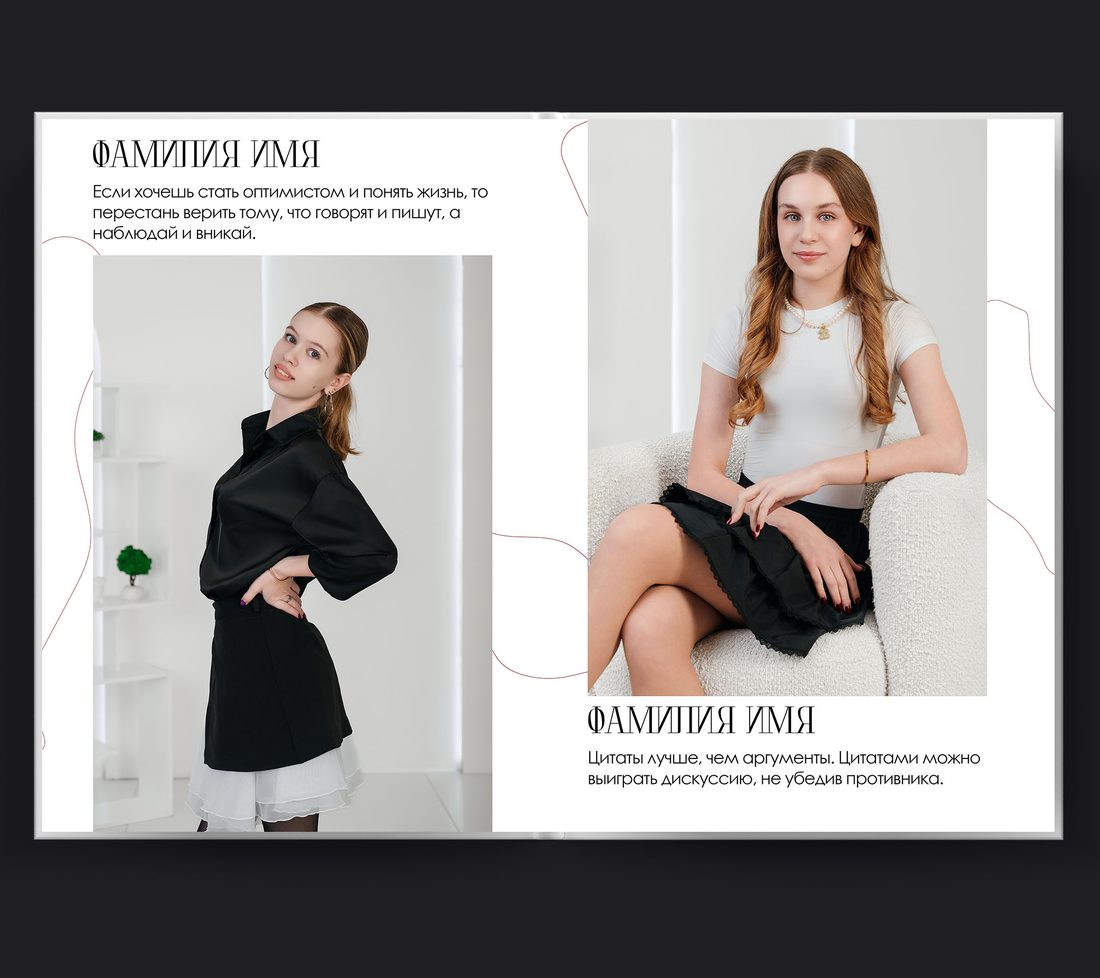 ФАМИЛИЯ ИМЯ
Если хочешь стать оптимистом и понять жизнь, то
перестань верить тому, что говорят и пишут, а
наблюдай и вникай.
ФАМИЛИЯ ИМЯ
Цитаты лучше, чем аргументы. Цитатами можно
выиграть дискуссию, не убедив противника.